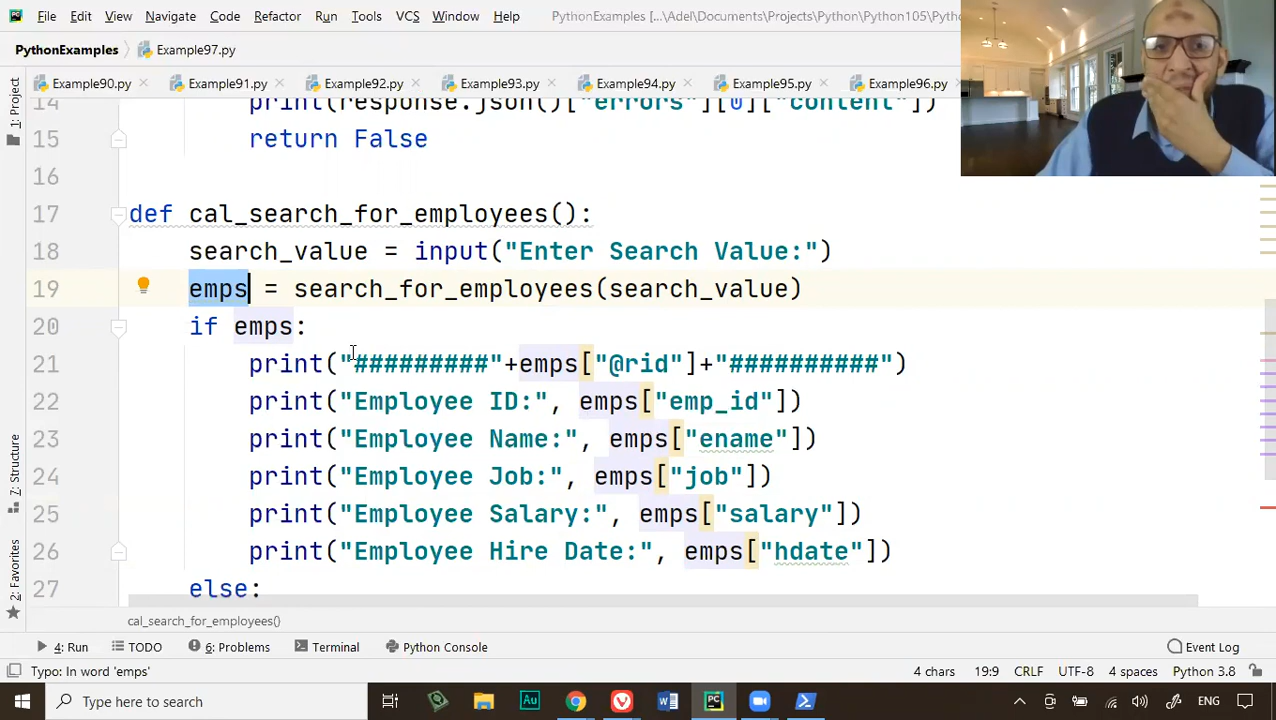 File Edit View Navigate Code Refactor Run Tools VCS Window Help PythonExamples [...\Adel\Documents\Projects\Python\Python105\Pytho
PythonExamples Example97.py
Example90.py Example91.py Example92.py Example93.py Example94.py Example95.py Example96.py
1: Project
14 print(response.json()["errors"][0]["content")
15 return False
16
17 def cal_search_for_employees():
18 search_value = input("Enter Search Value:")
19 emps = search_for_employees(search_value)
20 if emps:
21 print("#########"+emps["@rid"]+"##########")
22 print("Employee ID:", emps["emp_id"])
23 print("Employee Name:", emps["ename"])
24 print("Employee Job:", emps["job"])
25 print("Employee Salary:", emps["salary"])
26 print("Employee Hire Date:", emps["hdate"])
27 else:
Z: Structure
2: Favorites
cal_search_for_employees()
4: Run TODO 6: Problems Terminal Python Console Event Log
Typo: In word 'emps' 4 chars 19:9 CRLF UTF-8 4 spaces Python 3.8
Type here to search ENG